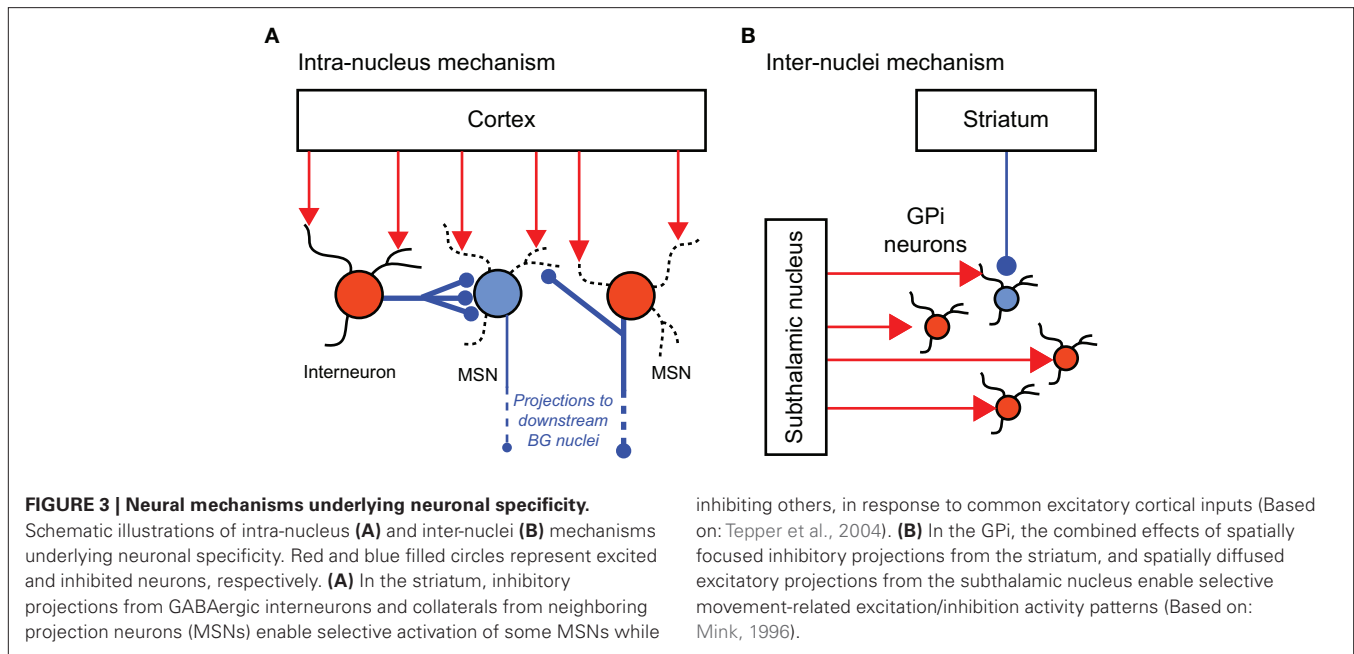 A
Intra-nucleus mechanism
Cortex
Interneuron
MSN
MSN
Projections to
downstream
BG nuclei
B
Inter-nuclei mechanism
Striatum
GPi
neurons
Subthalamic nucleus
FIGURE 3 | Neural mechanisms underlying neuronal specificity.
Schematic illustrations of intra-nucleus (A) and inter-nuclei (B) mechanisms
underlying neuronal specificity. Red and blue filled circles represent excited
and inhibited neurons, respectively. (A) In the striatum, inhibitory
projections from GABAergic interneurons and collaterals from neighboring
projection neurons (MSNs) enable selective activation of some MSNs while
inhibiting others, in response to common excitatory cortical inputs (Based
on: Tepper et al., 2004). (B) In the GPi, the combined effects of spatially
focused inhibitory projections from the striatum, and spatially diffused
excitatory projections from the subthalamic nucleus enable selective
movement-related excitation/inhibition activity patterns (Based on:
Mink, 1996).